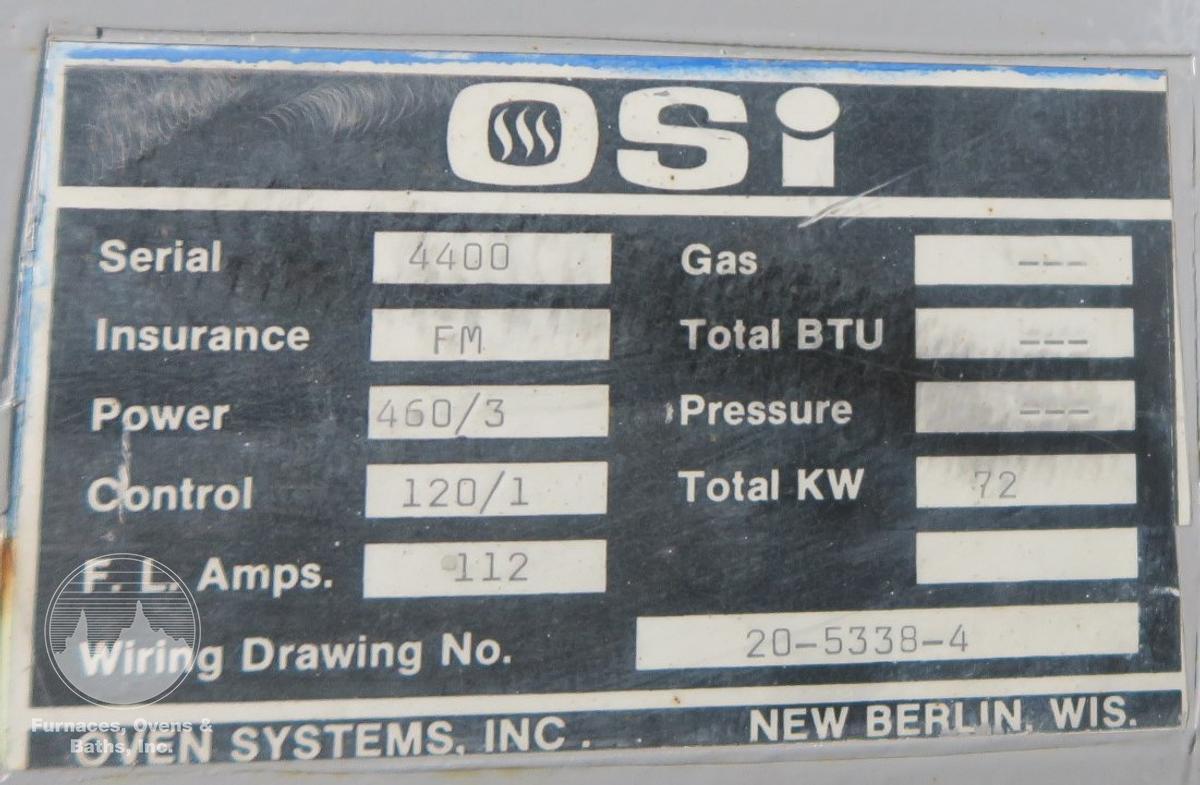 OSi
Serial 4400 Gas ---
Insurance FM Total BTU ---
Power 460/3 Pressure ---
Control 120/1 Total KW 72
F. L. Amps. 112
Wiring Drawing No. 20-5338-4
OVEN SYSTEMS, INC. NEW BERLIN, WIS.
Furnaces, Ovens &
Baths, Inc.